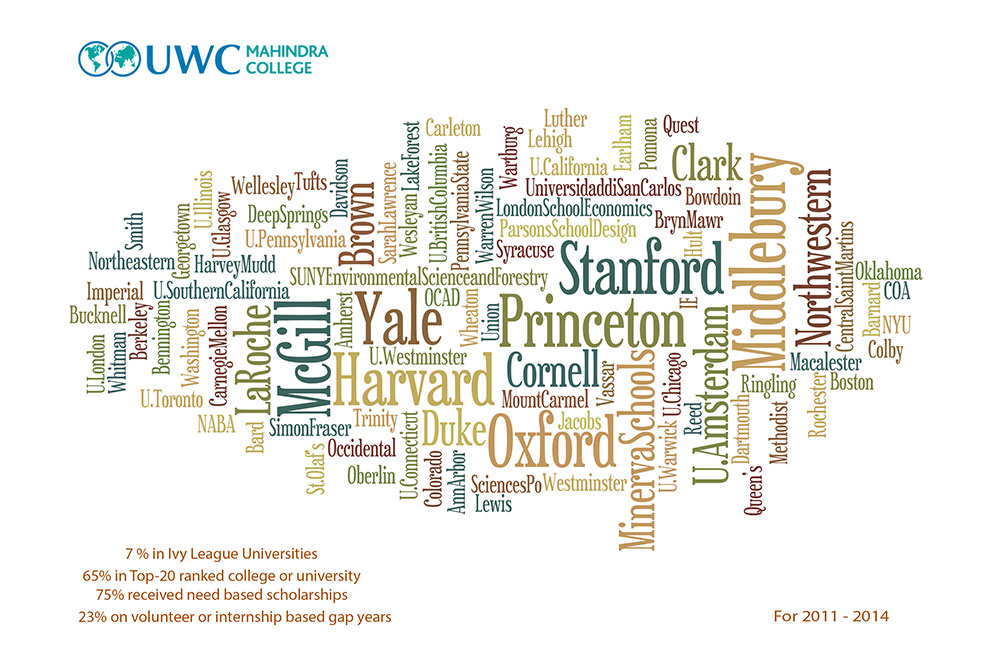 UWC MAHINDRA
COLLEGE
Luther
Carleton
Lehigh
Wartburg
Earlham
Pomona
Quest
LakeForest
U.BritishColumbia
PennsylvaniaState
U.California
Clark
Middlebury
Northwestern
U.Illinois
Wellesley
Tufts
Davidson
Brown
SarahLawrence
Wesleyan
WarrenWilson
UniversidaddiSanCarlos
Bowdoin
Smith
Georgetown
U.Glasgow
DeepSprings
LondonSchoolEconomics
BrynMawr
U.Pennsylvania
ParsonsSchoolDesign
Hult
Syracuse
CentralSaintMartins
Northeastern
HarveyMudd
Stanford
SUNYEnvironmentalScienceandForestry
Oklahoma
Imperial
U.SouthernCalifornia
McGill
Amherst
Yale
OCAD
Wheaton
Union
Princeton
IE
COA
Barnard
NYU
Bucknell
Berkeley
Bennington
Washington
CarnegieMellon
LaRoche
U.London
Whitman
U.Westminster
Harvard
Cornell
Vassar
MinervaSchools
U.Chicago
U.Amsterdam
Colby
Macalester
Ringling
Boston
U.Toronto
MountCarmel
Rochester
NABA
Bard
SimonFraser
Trinity
Duke
Oxford
Jacobs
Reed
Dartmouth
Methodist
Occidental
U.Connecticut
U.Warwick
St.Olaf's
Oberlin
Colorado
AnnArbor
SciencesPo
Westminster
Queen's
Lewis
7 % in Ivy League Universities
65% in Top-20 ranked college or university
75% received need based scholarships
23% on volunteer or internship based gap years
For 2011 - 2014